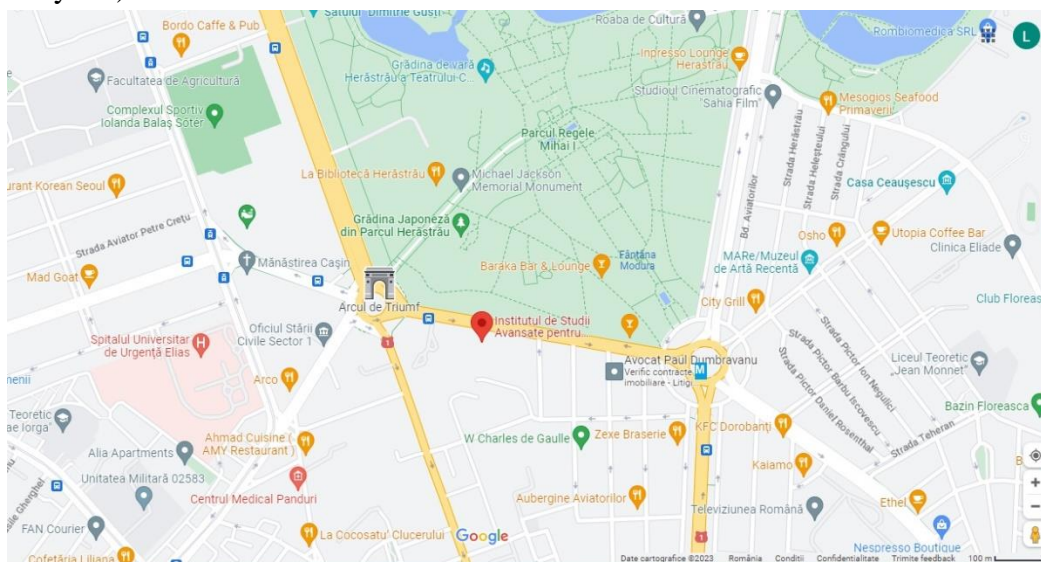 Satului "Dimitrie Gusti"
Bordo Caffe & Pub
Roaba de Cultură
Rombiomedica SRL
L
Grădina de vară
Herăstrău a Teatrului-C...
Inpresso Lounge
Herăstrău
Facultatea de Agricultură
Studioul Cinematografic
"Sahia Film"
Mesogios Seafood
Primaverii
Complexul Sportiv
Iolanda Balaș Söter
Parcul Regele
Mihai I
Strada Herăstrău
Strada Heleșteului
Strada Crângului
La Bibliotecă Herăstrău
Michael Jackson
Memorial Monument
Casa Ceaușescu
urant Korean Seoul
Bd. Aviatorilor
Grădina Japoneză
din Parcul Herăstrău
Strada Aviator Petre Crețu
Osho
Utopia Coffee Bar
Clinica Eliade
Mănăstirea Cașin
Baraka Bar & Lounge
Fântâna
Modura
MARe/Muzeul
de Artă Recentă
Mad Goat
Arcul de Triumf
City Grill
Club Floreas
Institutul de Studii
Avansate pentru
Oficiul Stării
Civile Sector 1
Spitalul Universitar
de Urgență Elias
H
1
Strada Pictor Ion Negulici
Strada Pictor Barbu Iscovescu
Strada Pictor Daniel Rosenthal
Avocat Paul Dumbravanu
Verific contracte
imobiliare - Litig
M
Liceul Teoretic
"Jean Monnet"
menii
Arco
Bazin Floreasca
Teoretic
ae Iorga"
Ahmad Cuisine (
AMY Restaurant )
W Charles de Gaulle
Zexe Braserie
KFC Dorobanți
Strada Teheran
Alia Apartments
Unitatea Militară 02583
Centrul Medical Panduri
Kaiamo
Aubergine Aviatorilor
Televiziunea Română
Ethel
FAN Courier
La Cocosatu' Clucerului
Google
1
Nespresso Boutique
Cofetăria Liliana
Date cartografice ©2023 România Condiții Confidențialitate Trimite feedback 100 m